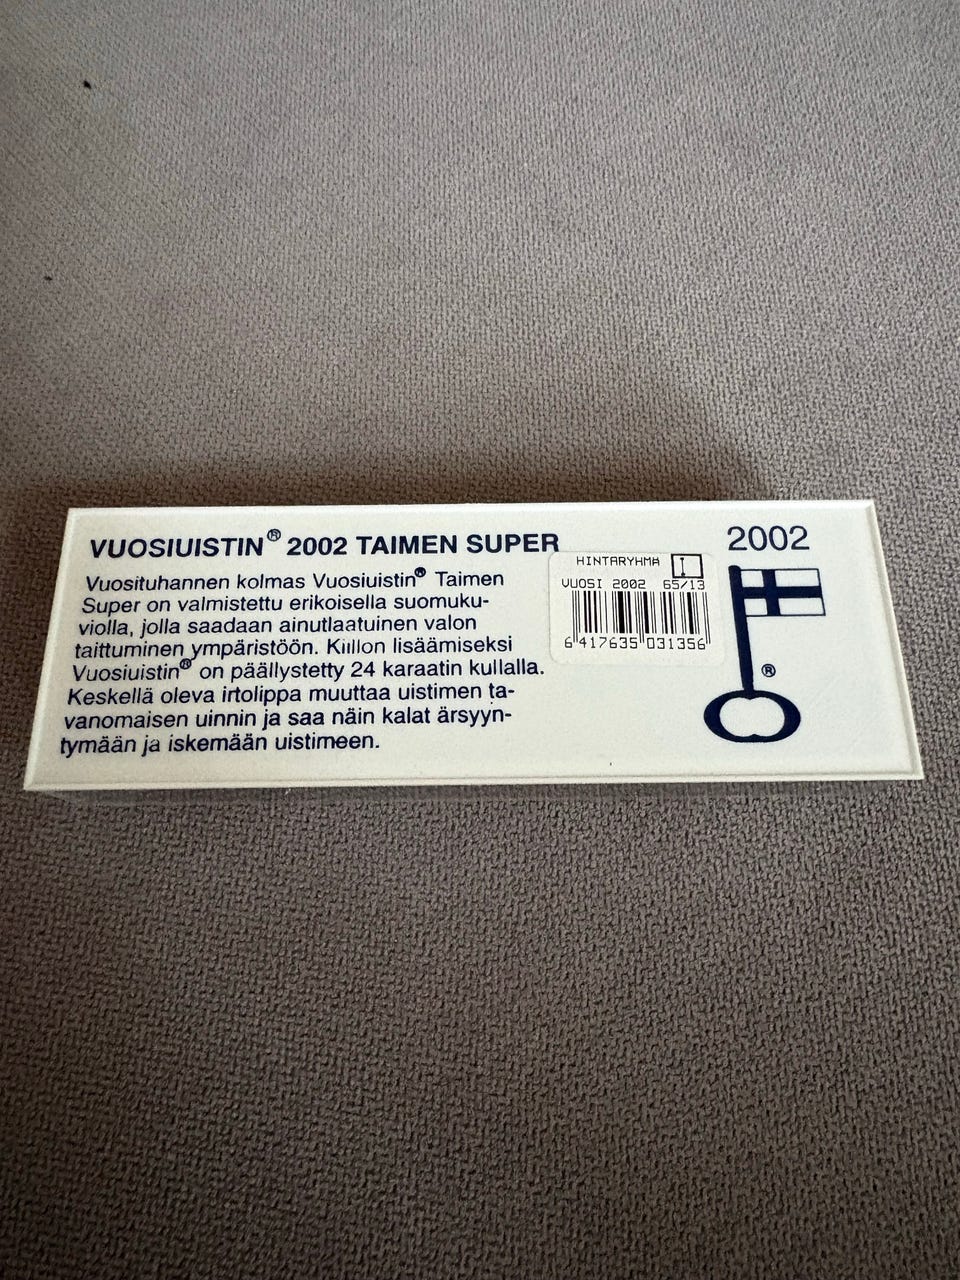 VUOSIUISTIN® 2002 TAIMEN SUPER
Vuosituhannen kolmas Vuosiuistin® Taimen
Super on valmistettu erikoisella suomuku-
violla, jolla saadaan ainutlaatuinen valon
taittuminen ympäristöön. Kiillon lisäämiseksi
Vuosiuistin® on päällystetty 24 karaatin kullalla.
Keskellä oleva irtolippa muuttaa uistimen ta-
vanomaisen uinnin ja saa näin kalat ärsyyn-
tymään ja iskemään uistimeen.
HINTARYHMÄ I
VUOSI 2002 65/13
6 417635 031356
2002
®